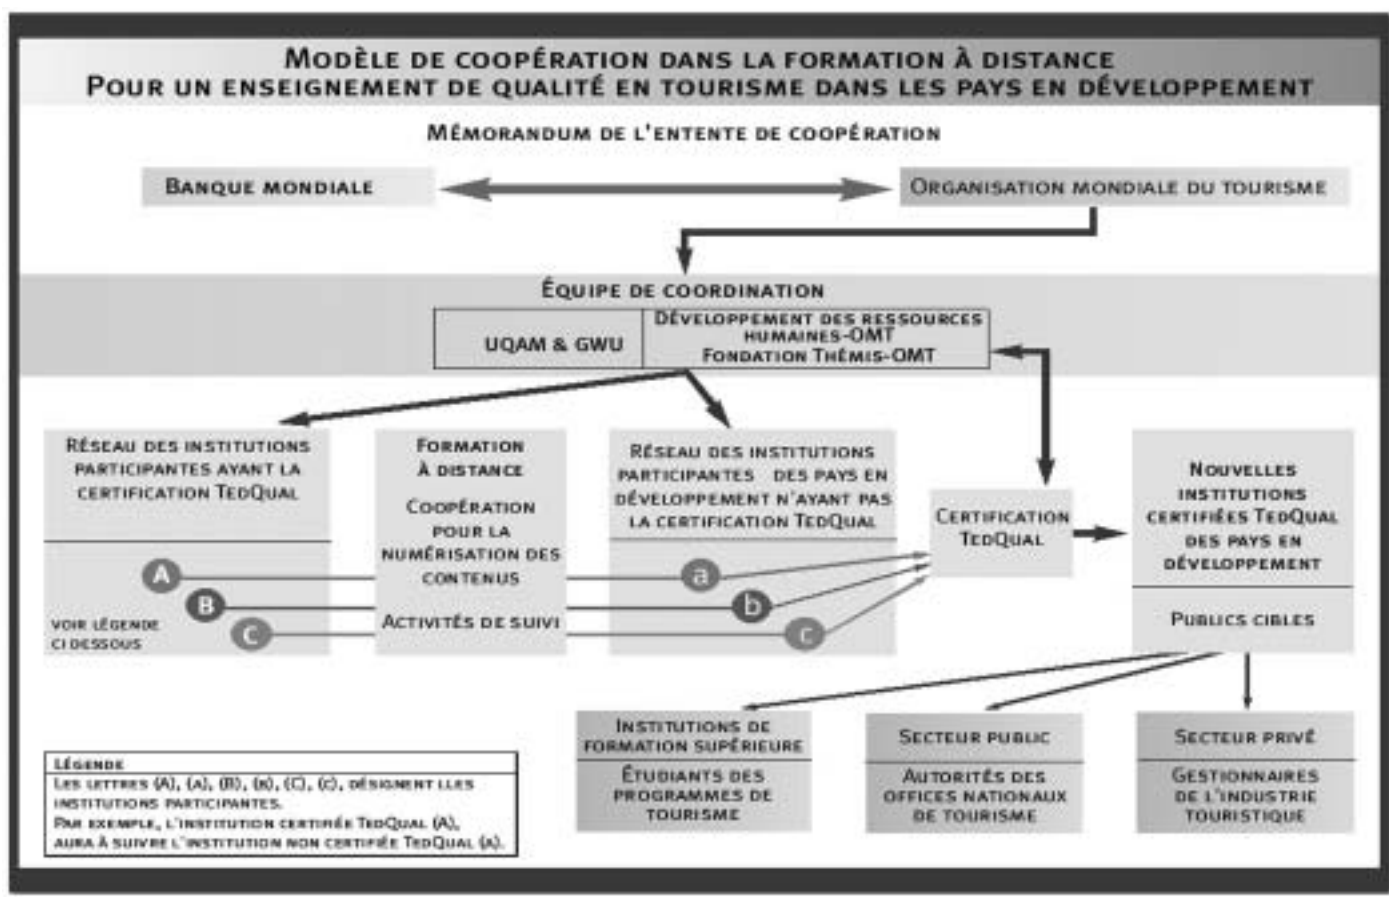 MODÈLE DE COOPÉRATION DANS LA FORMATION À DISTANCE
POUR UN ENSEIGNEMENT DE QUALITÉ EN TOURISME DANS LES PAYS EN DÉVELOPPEMENT
MÉMORANDUM DE L'ENTENTE DE COOPÉRATION
BANQUE MONDIALE
ORGANISATION MONDIALE DU TOURISME
ÉQUIPE DE COORDINATION
UQAM & GWU
DÉVELOPPEMENT DES RESSOURCES
HUMAINES-OMT
FONDATION THÉMIS-OMT
RÉSEAU DES INSTITUTIONS
PARTICIPANTES AYANT LA
CERTIFICATION TEDQUAL
A
B
C
VOIR LÉGENDE
CI DESSOUS
FORMATION
À DISTANCE
COOPÉRATION
POUR LA
NUMÉRISATION DES
CONTENUS
ACTIVITÉS DE SUIVI
RÉSEAU DES INSTITUTIONS
PARTICIPANTES DES PAYS EN
DÉVELOPPEMENT N'AYANT PAS
LA CERTIFICATION TEDQUAL
a
b
c
CERTIFICATION
TEDQUAL
NOUVELLES
INSTITUTIONS
CERTIFIÉES TEDQUAL
DES PAYS EN
DÉVELOPPEMENT
PUBLICS CIBLES
INSTITUTIONS DE
FORMATION SUPÉRIEURE
ÉTUDIANTS DES
PROGRAMMES DE
TOURISME
SECTEUR PUBLIC
AUTORITÉS DES
OFFICES NATIONAUX
DE TOURISME
SECTEUR PRIVÉ
GESTIONNAIRES
DE L'INDUSTRIE
TOURISTIQUE
LÉGENDE
LES LETTRES (A), (A), (B), (B), (C), (C), DÉSIGNENT LLES
INSTITUTIONS PARTICIPANTES.
PAR EXEMPLE, L'INSTITUTION CERTIFIÉE TEDQUAL (A),
AURA À SUIVRE L'INSTITUTION NON CERTIFIÉE TEDQUAL (A).